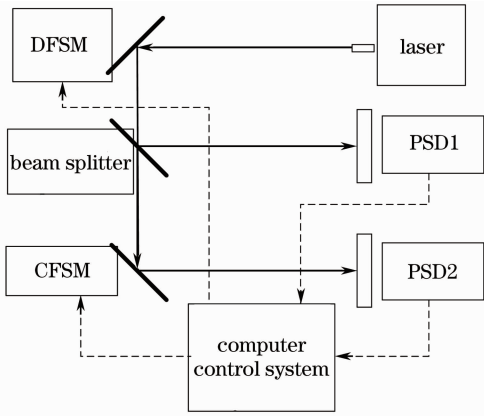 DFSM
laser
beam splitter
PSD1
CFSM
PSD2
computer
control system